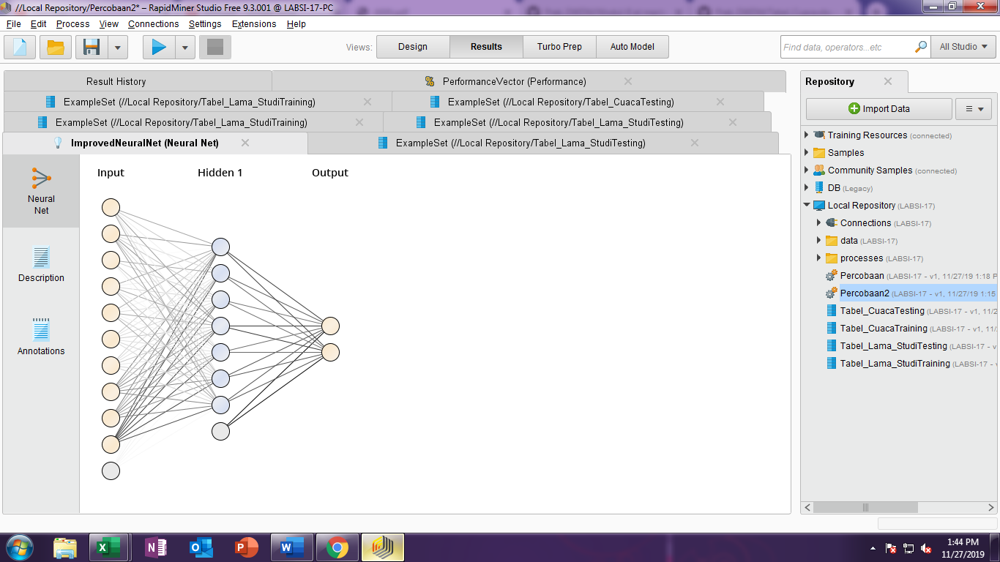 //Local Repository/Percobaan2* – RapidMiner Studio Free 9.3.001 @ LABSI-17-PC
File Edit Process View Connections Settings Extensions Help
Views: Design Results Turbo Prep Auto Model
Find data, operators...etc
All Studio
Result History
PerformanceVector (Performance)
ExampleSet (//Local Repository/Tabel_Lama_StudiTraining)
ExampleSet (//Local Repository/Tabel_CuacaTesting)
ExampleSet (//Local Repository/Tabel_Lama_StudiTraining)
ExampleSet (//Local Repository/Tabel_Lama_StudiTesting)
ImprovedNeuralNet (Neural Net)
ExampleSet (//Local Repository/Tabel_Lama_StudiTesting)
Neural
Net
Description
Annotations
Input Hidden 1 Output
Repository
Import Data
Training Resources (connected)
Samples
Community Samples (connected)
DB (Legacy)
Local Repository (LABSI-17)
Connections (LABSI-17)
data (LABSI-17)
processes (LABSI-17)
Percobaan (LABSI-17 – v1, 11/27/19 1:18 P
Percobaan2 (LABSI-17 – v1, 11/27/19 1:15
Tabel_CuacaTesting (LABSI-17 – v1, 11/2
Tabel_CuacaTraining (LABSI-17 – v1, 11/
Tabel_Lama_StudiTesting (LABSI-17 – v
Tabel_Lama_StudiTraining (LABSI-17 –
1:44 PM
11/27/2019